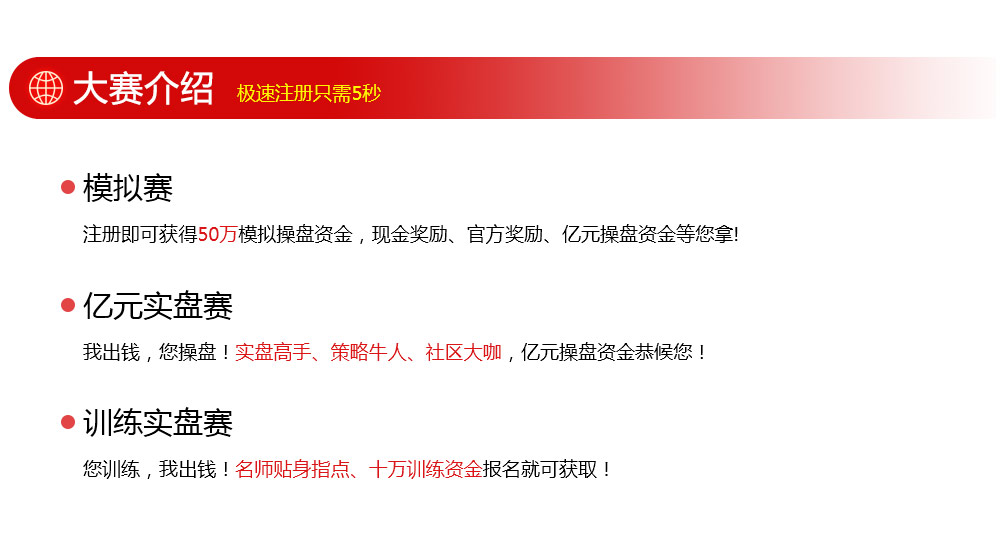 大赛介绍 极速注册只需5秒
模拟赛
注册即可获得50万模拟操盘资金，现金奖励、官方奖励、亿元操盘资金等您拿!
亿元实盘赛
我出钱，您操盘！实盘高手、策略牛人、社区大咖，亿元操盘资金恭候您！
训练实盘赛
您训练，我出钱！名师贴身指点、十万训练资金报名就可获取！